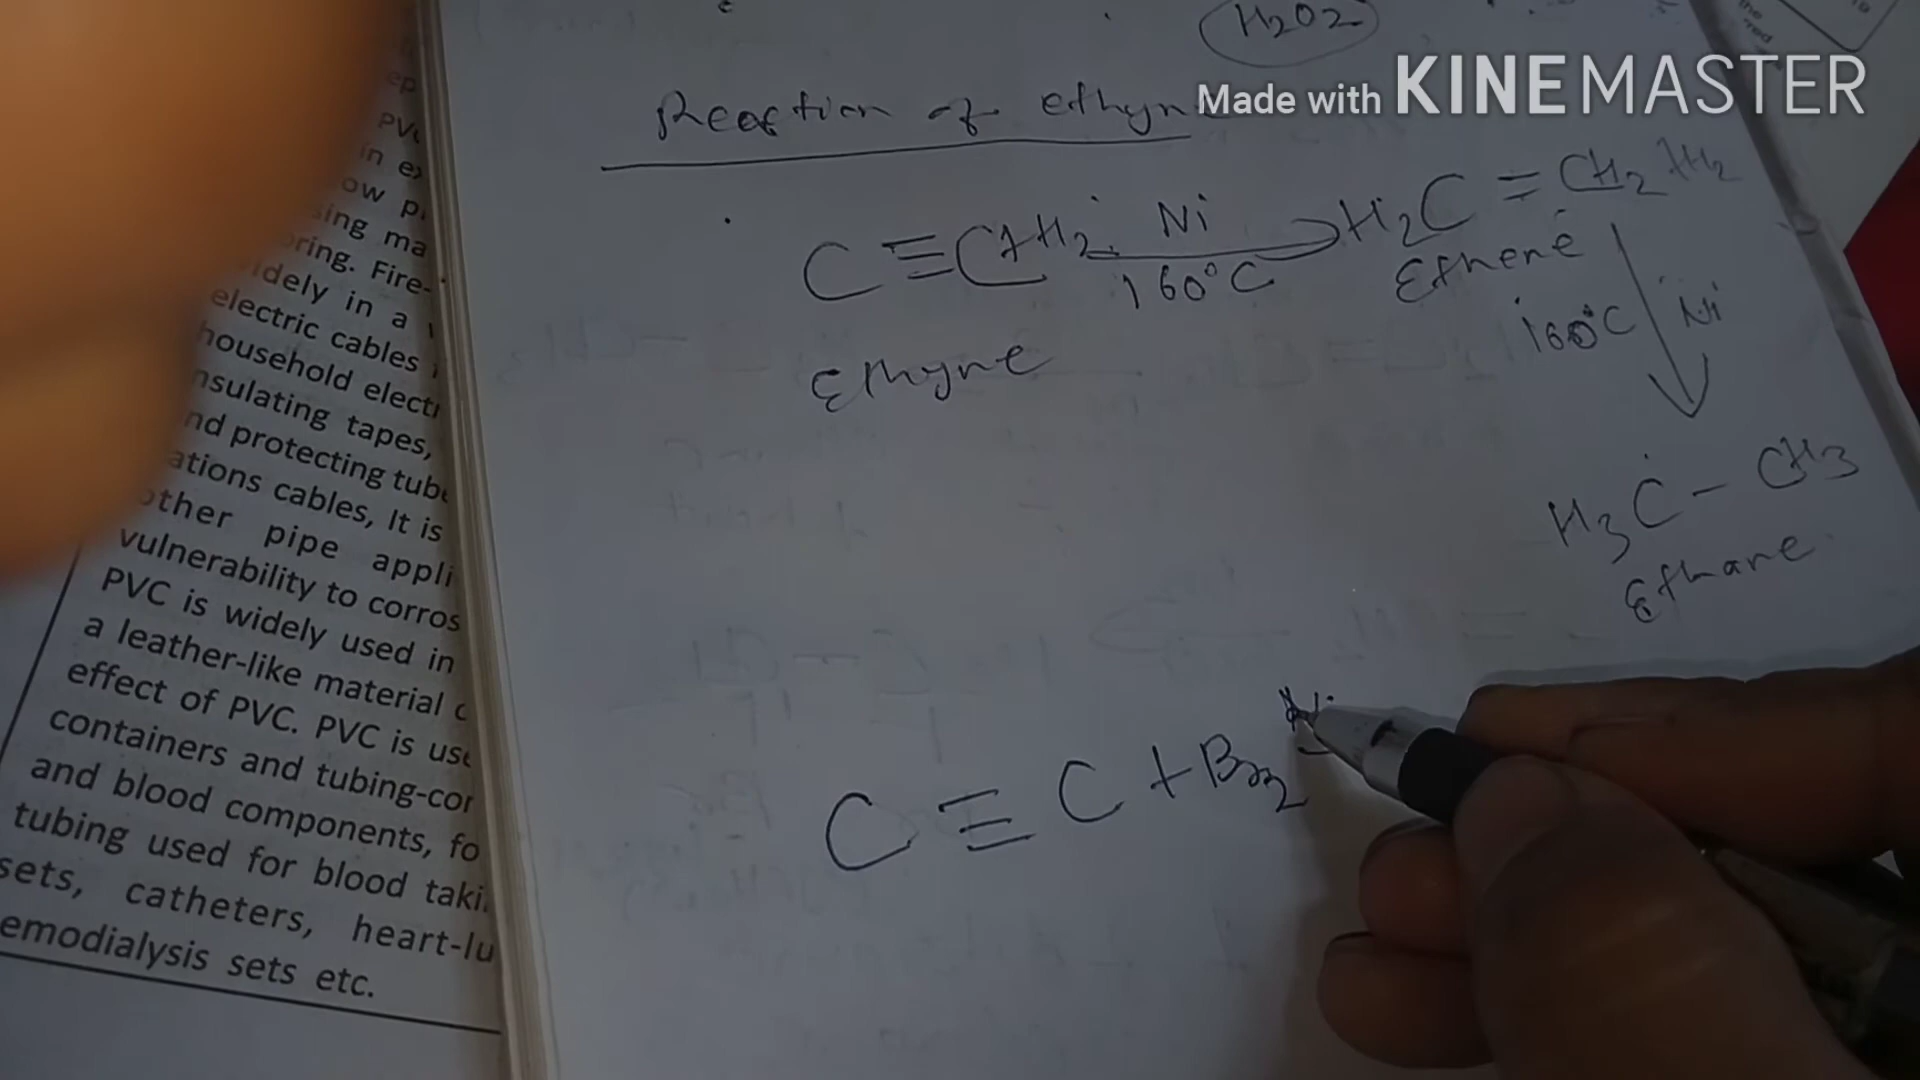 H2O2
Made with KINEMASTER
Reaction of ethyn
C≡C+H2 Ni 160°C H2C=CH2+H2
Ethyne
Ethene
160°C Ni
H3C-CH3
Ethane
C≡C+Br2 Ni
PVC
in ex
ow p
sing ma
oring. Fire-
idely in a
electric cables
household electr
nsulating tapes,
nd protecting tube
ations cables, It is
other pipe appli
vulnerability to corros
PVC is widely used in
a leather-like material c
effect of PVC. PVC is use
containers and tubing-cor
and blood components, fo
tubing used for blood taki
sets, catheters, heart-lu
emodialysis sets etc.